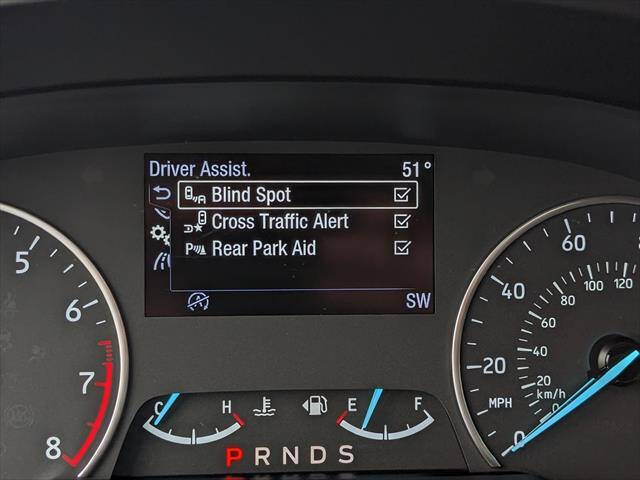 Driver Assist. 51°
Blind Spot
Cross Traffic Alert
P Rear Park Aid
SW
5
6
7
8
C H
E F
P R N D S
60
40
20
MPH
0
120
100
80
60
40
20
km/h
0